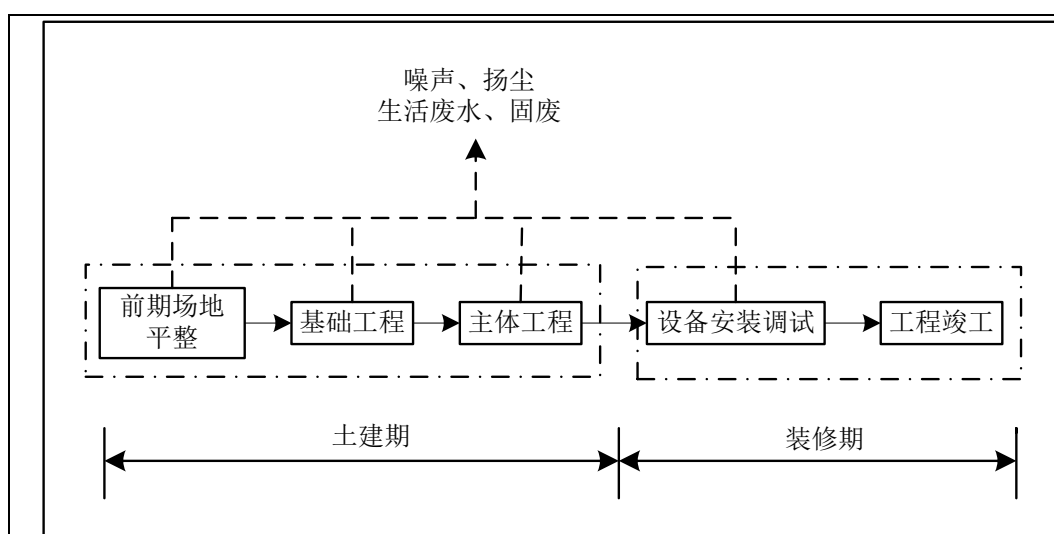 噪声、扬尘
生活废水、固废
前期场地
平整
基础工程
主体工程
设备安装调试
工程竣工
土建期
装修期